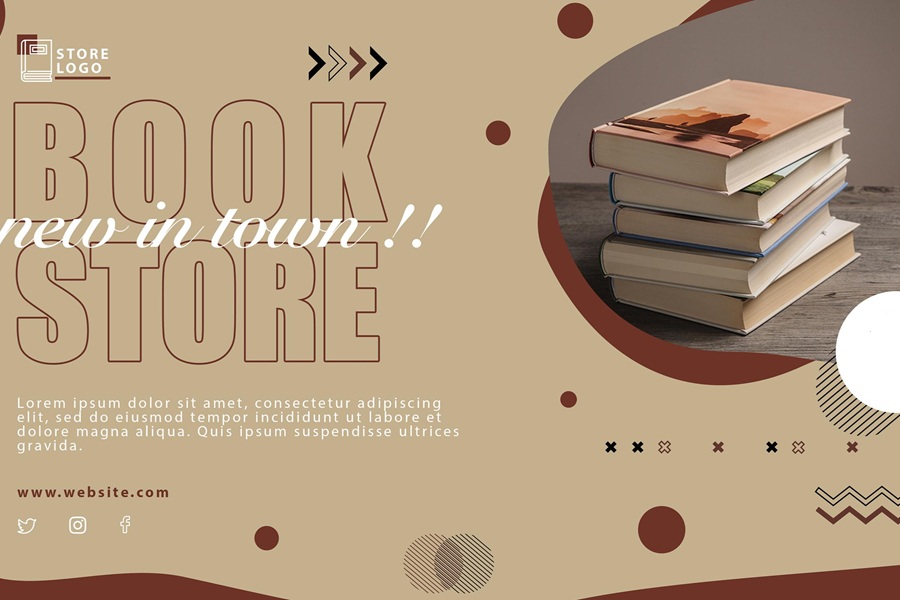 STORE
LOGO
BOOK
new in town !!
STORE
Lorem ipsum dolor sit amet, consectetur adipiscing
elit, sed do eiusmod tempor incididunt ut labore et
dolore magna aliqua. Quis ipsum suspendisse ultrices
gravida.
www.website.com